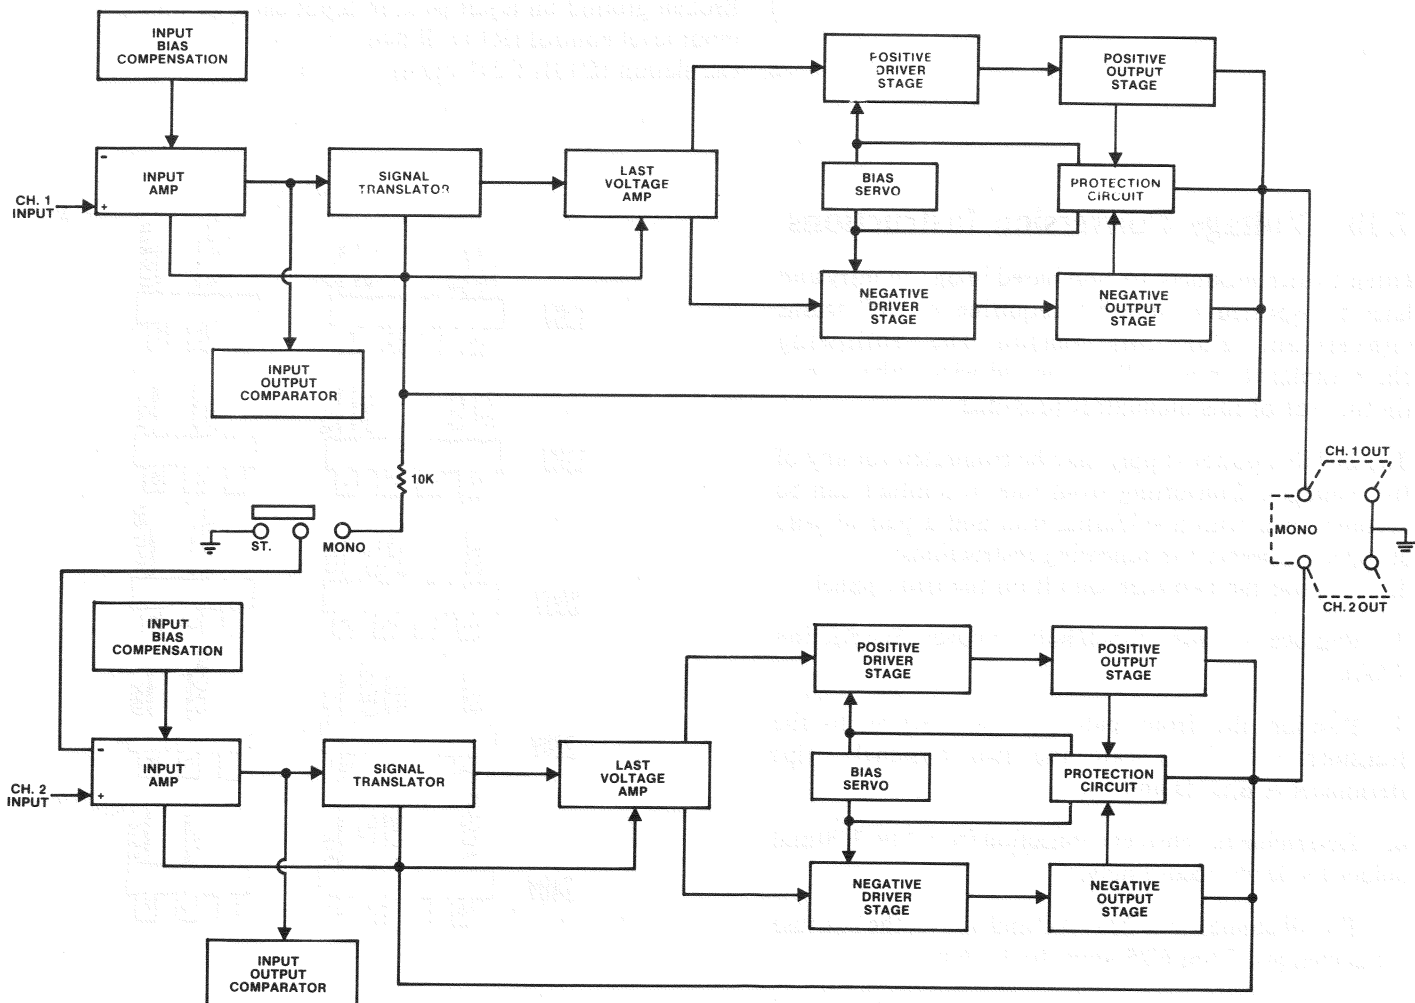 INPUT
BIAS
COMPENSATION
-
INPUT
AMP
+
CH. 1
INPUT
SIGNAL
TRANSLATOR
LAST
VOLTAGE
AMP
POSITIVE
DRIVER
STAGE
POSITIVE
OUTPUT
STAGE
BIAS
SERVO
PROTECTION
CIRCUIT
NEGATIVE
DRIVER
STAGE
NEGATIVE
OUTPUT
STAGE
INPUT
OUTPUT
COMPARATOR
10K
ST.
MONO
CH. 1 OUT
MONO
CH. 2 OUT
INPUT
BIAS
COMPENSATION
-
INPUT
AMP
+
CH. 2
INPUT
SIGNAL
TRANSLATOR
LAST
VOLTAGE
AMP
POSITIVE
DRIVER
STAGE
POSITIVE
OUTPUT
STAGE
BIAS
SERVO
PROTECTION
CIRCUIT
NEGATIVE
DRIVER
STAGE
NEGATIVE
OUTPUT
STAGE
INPUT
OUTPUT
COMPARATOR